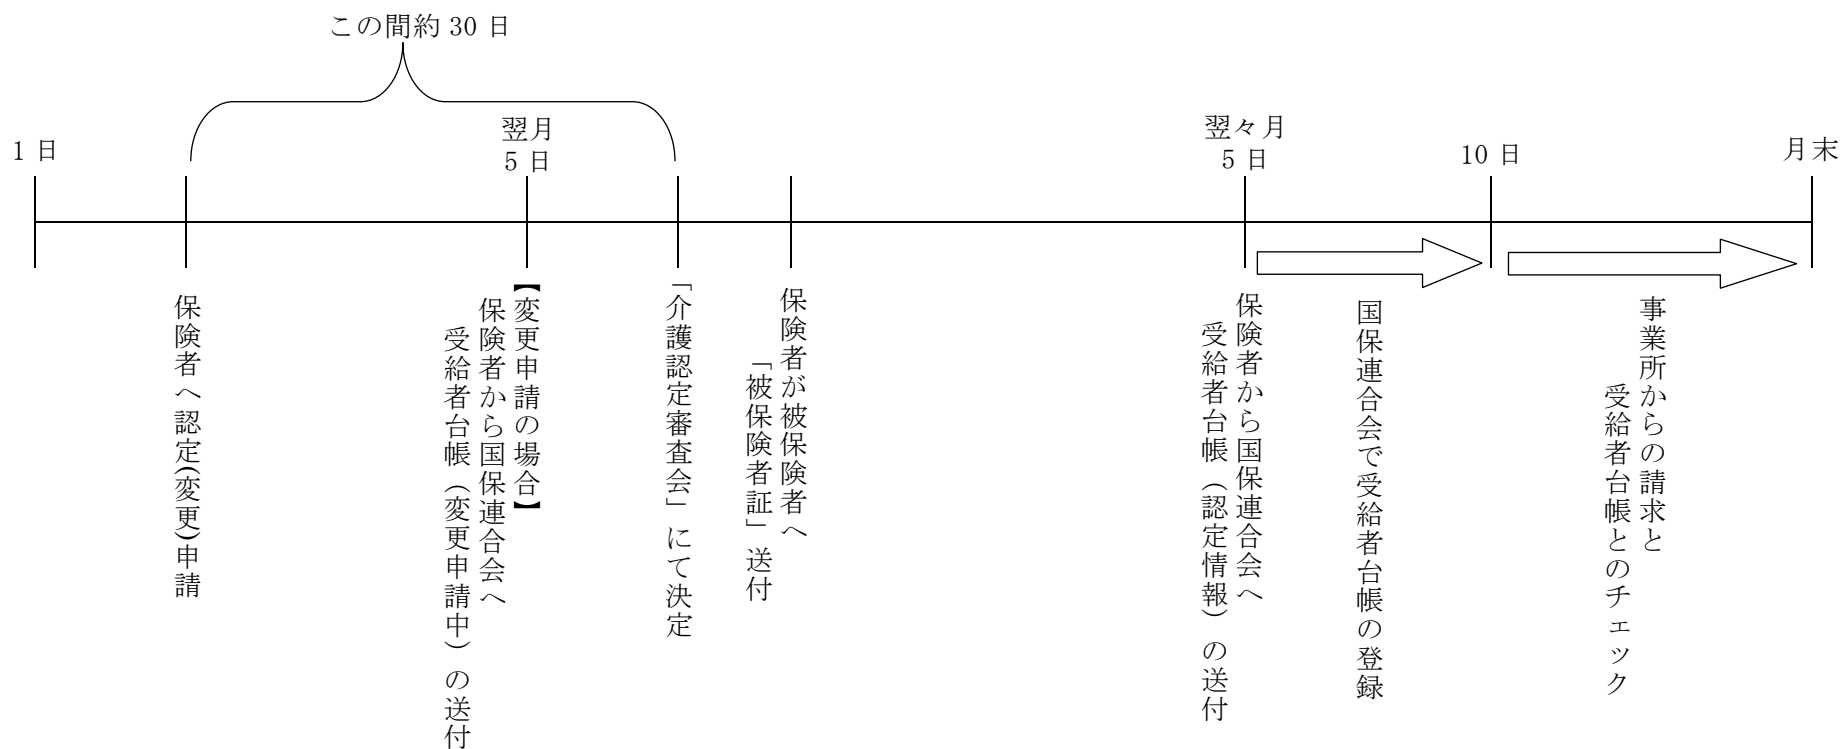 この間約 30 日
1 日
翌月
5 日
翌々月
5 日
10 日
月末
保険者へ認定(変更)申請
【変更申請の場合】
保険者から国保連合会へ
受給者台帳（変更申請中）の送付
「介護認定審査会」にて決定
保険者が被保険者へ
「被保険者証」送付
保険者から国保連合会へ
受給者台帳（認定情報）の送付
国保連合会で受給者台帳の登録
事業所からの請求と
受給者台帳とのチェック